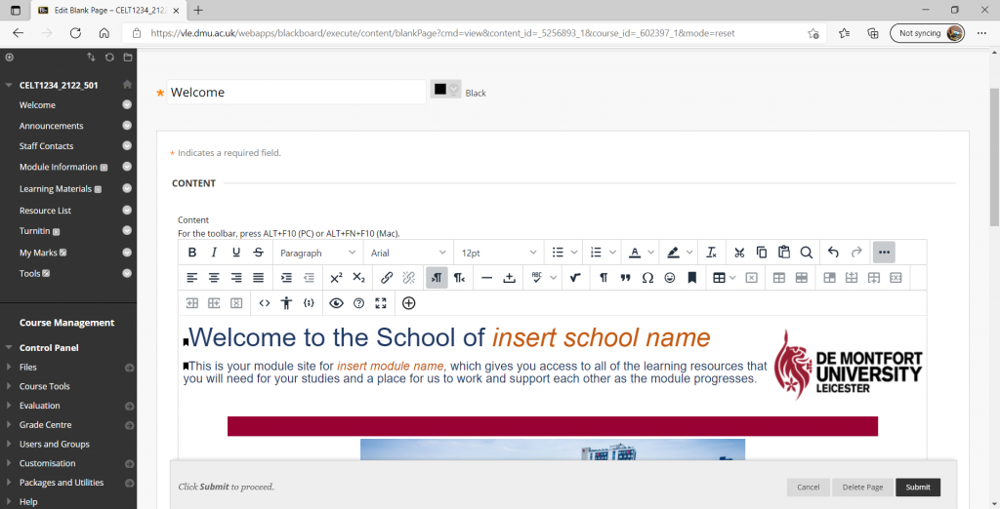 Edit Blank Page – CELT1234_212
https://vle.dmu.ac.uk/webapps/blackboard/execute/content/blankPage?cmd=view&content_id=_5256893_1&course_id=_602397_1&mode=reset
Not syncing
CELT1234_2122_501
Welcome
Announcements
Staff Contacts
Module Information
Learning Materials
Resource List
Turnitin
My Marks
Tools
Course Management
Control Panel
Files
Course Tools
Evaluation
Grade Centre
Users and Groups
Customisation
Packages and Utilities
Help
* Welcome
Black
* Indicates a required field.
CONTENT
Content
For the toolbar, press ALT+F10 (PC) or ALT+FN+F10 (Mac).
B I U S Paragraph Arial 12pt
Welcome to the School of insert school name
This is your module site for insert module name, which gives you access to all of the learning resources that
you will need for your studies and a place for us to work and support each other as the module progresses.
DE MONTFORT
UNIVERSITY
LEICESTER
Click Submit to proceed.
Cancel
Delete Page
Submit